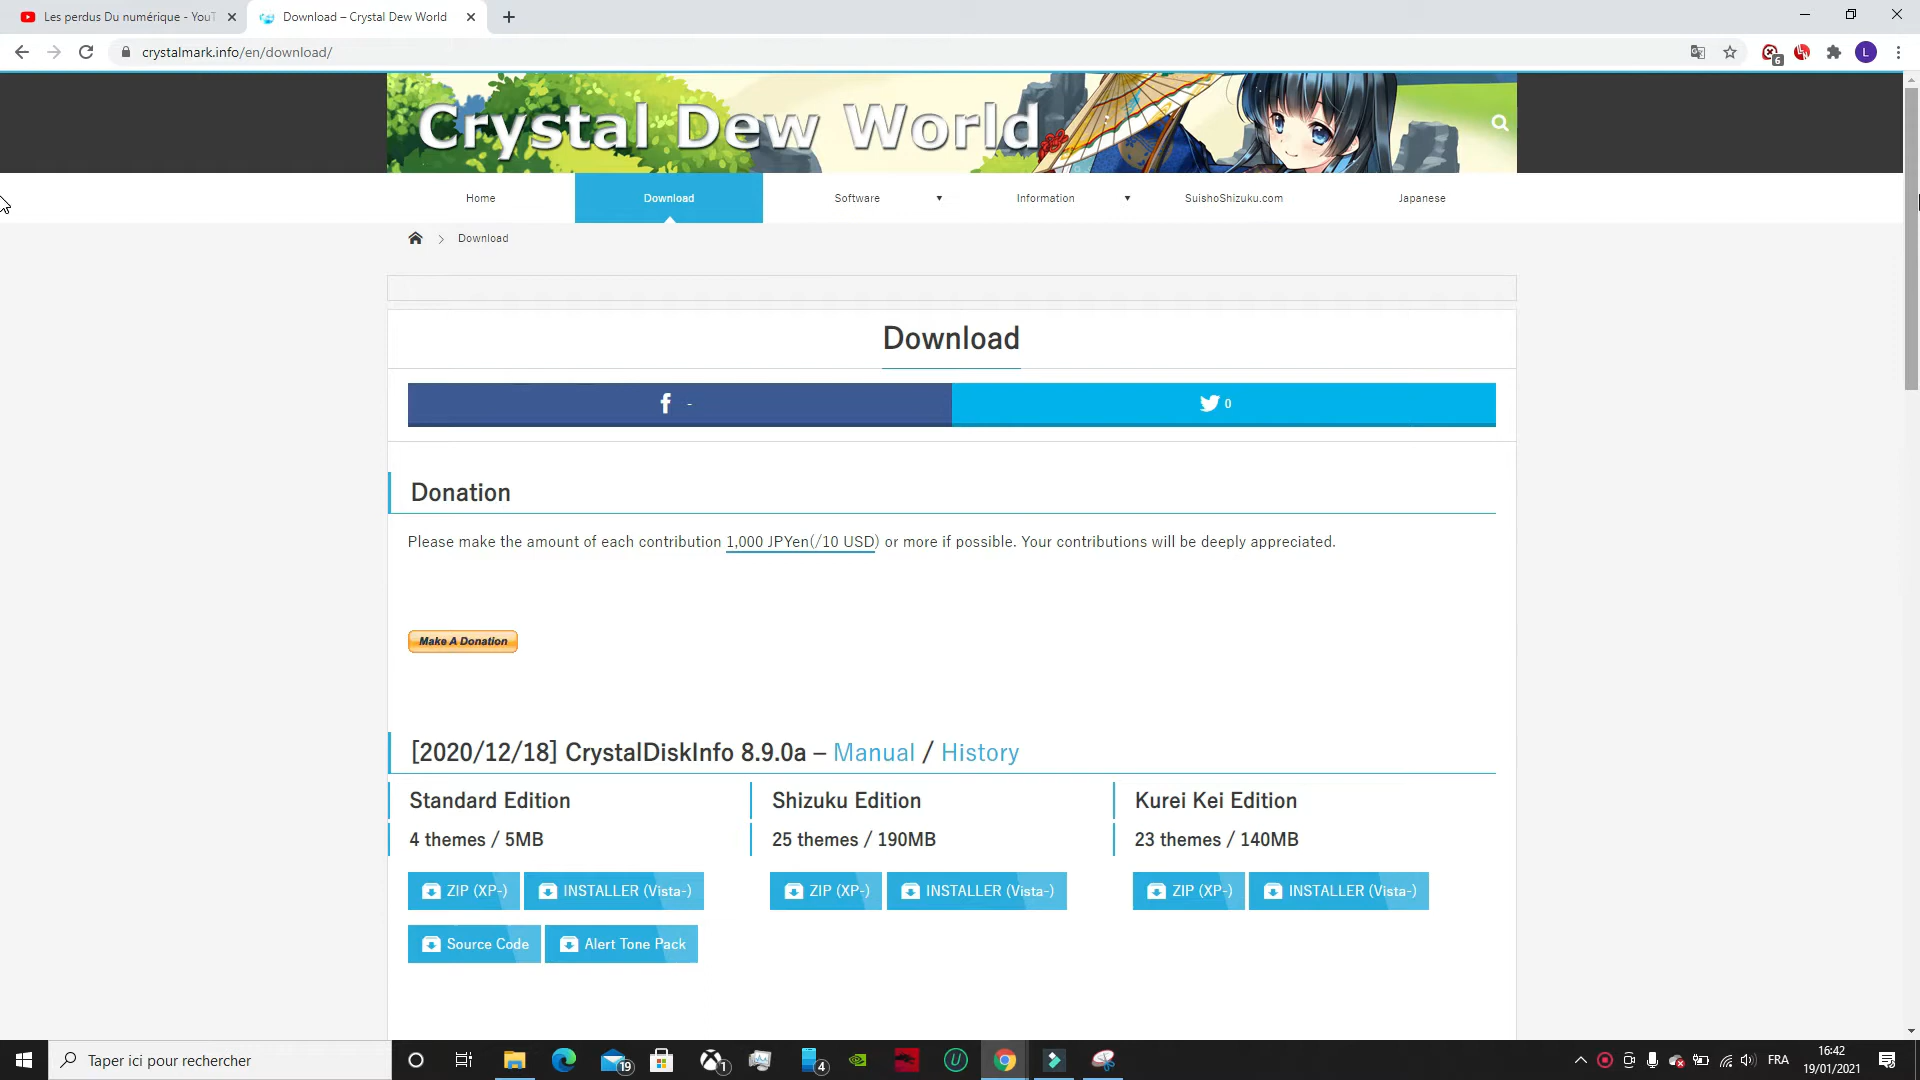 Les perdus Du numérique - YouT
Download – Crystal Dew World
crystalmark.info/en/download/
6
L
Crystal Dew World
Home
Download
Software
Information
SuishoShizuku.com
Japanese
Download
Download
f -
0
Donation
Please make the amount of each contribution 1,000 JPYen(/10 USD) or more if possible. Your contributions will be deeply appreciated.
Make A Donation
[2020/12/18] CrystalDiskInfo 8.9.0a – Manual / History
Standard Edition
4 themes / 5MB
ZIP (XP-)
INSTALLER (Vista-)
Source Code
Alert Tone Pack
Shizuku Edition
25 themes / 190MB
ZIP (XP-)
INSTALLER (Vista-)
Kurei Kei Edition
23 themes / 140MB
ZIP (XP-)
INSTALLER (Vista-)
Taper ici pour rechercher
19
1
4
FRA
16:42
19/01/2021